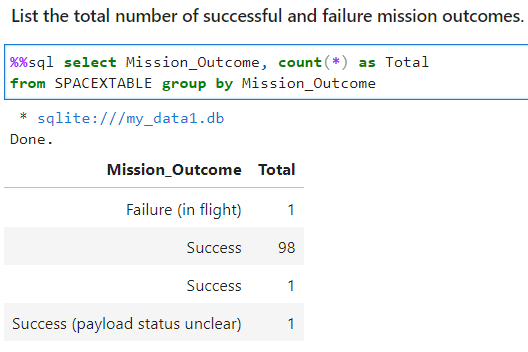 List the total number of successful and failure mission outcomes.
%%sql select Mission_Outcome, count(*) as Total
from SPACEXTABLE group by Mission_Outcome
* sqlite:///my_data1.db
Done.
Mission_Outcome Total
Failure (in flight) 1
Success 98
Success 1
Success (payload status unclear) 1